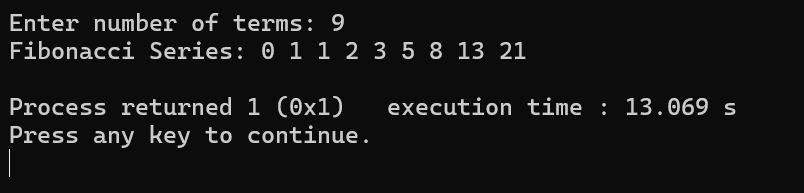 Enter number of terms: 9
Fibonacci Series: 0 1 1 2 3 5 8 13 21
Process returned 1 (0x1)   execution time : 13.069 s
Press any key to continue.